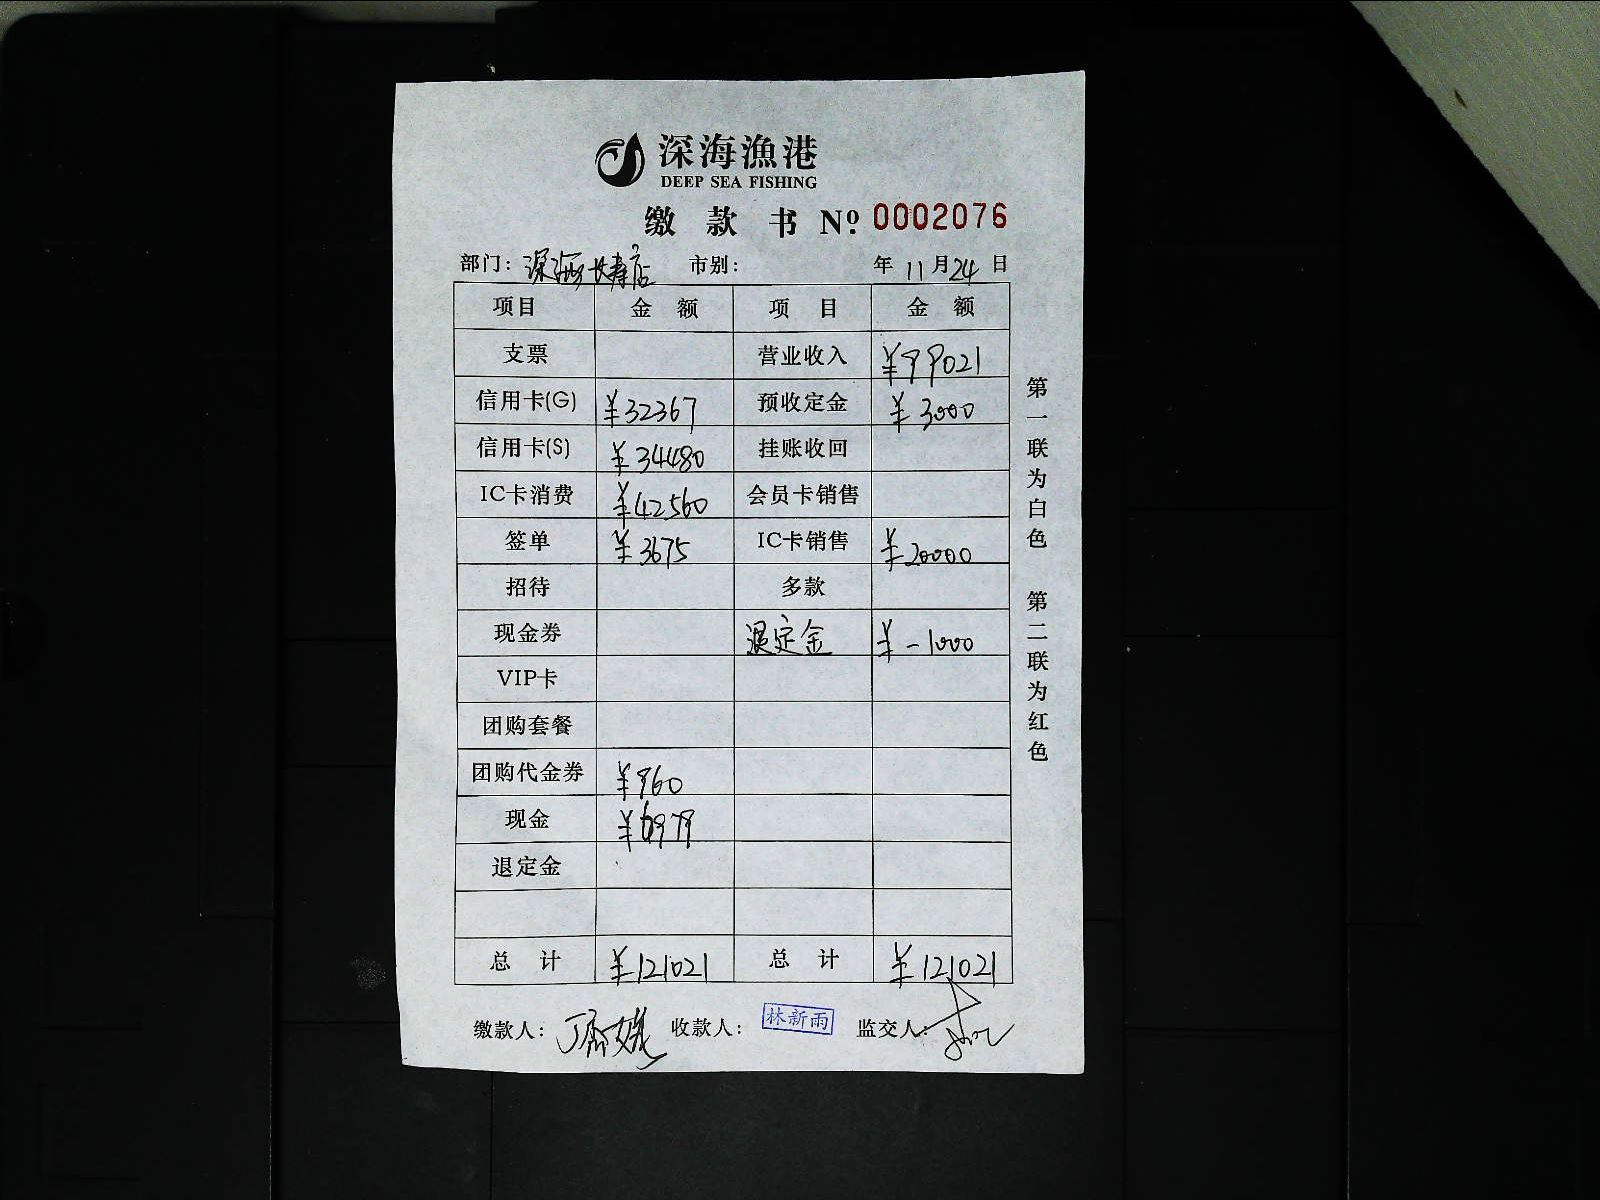 深海漁港
DEEP SEA FISHING
缴款书 Nº: 0002076
部门: 深海长寿店 市别: 年 11 月 24 日
项目 金额 项目 金额
支票 营业收入 ¥99021
信用卡(G) ¥32367 预收定金 ¥3000
信用卡(S) ¥34480 挂账收回
IC卡消费 ¥42560 会员卡销售
签单 ¥3675 IC卡销售 ¥20000
招待 多款
现金券 退定金 ¥-1000
VIP卡
团购套餐
团购代金券 ¥960
现金 ¥6979
退定金
总计 ¥121021 总计 ¥121021
缴款人: 收款人: 林新雨 监交人:
第一联为白色 第二联为红色